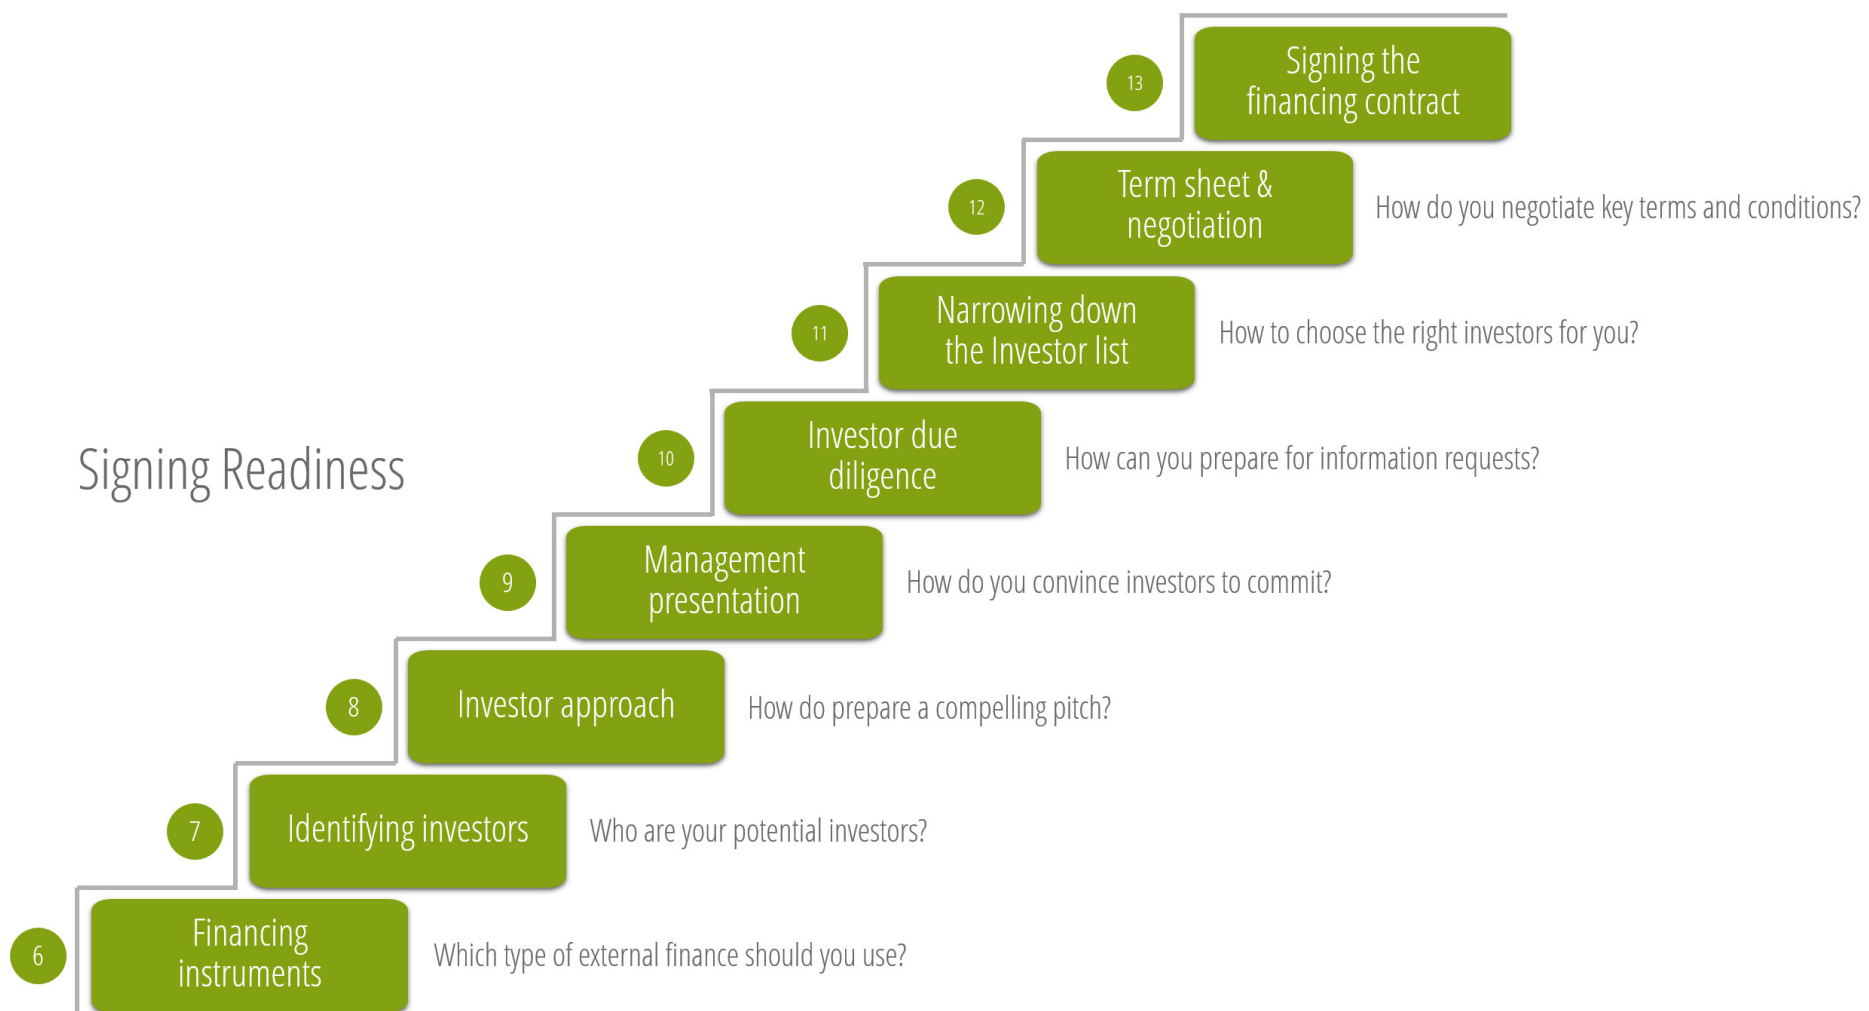 13
Signing the
financing contract
12
Term sheet &
negotiation
How do you negotiate key terms and conditions?
11
Narrowing down
the Investor list
How to choose the right investors for you?
Signing Readiness
10
Investor due
diligence
How can you prepare for information requests?
9
Management
presentation
How do you convince investors to commit?
8
Investor approach
How do prepare a compelling pitch?
7
Identifying investors
Who are your potential investors?
6
Financing
instruments
Which type of external finance should you use?